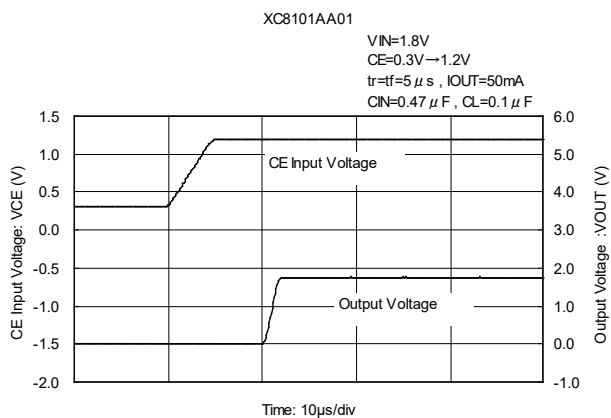 XC8101AA01
VIN=1.8V
CE=0.3V→1.2V
tr=tf=5 μ s , IOUT=50mA
CIN=0.47 μ F , CL=0.1 μ F
1.5
1.0
0.5
0.0
-0.5
-1.0
-1.5
-2.0
CE Input Voltage: VCE (V)
CE Input Voltage
Output Voltage
6.0
5.0
4.0
3.0
2.0
1.0
0.0
-1.0
Output Voltage :VOUT (V)
Time: 10μs/div